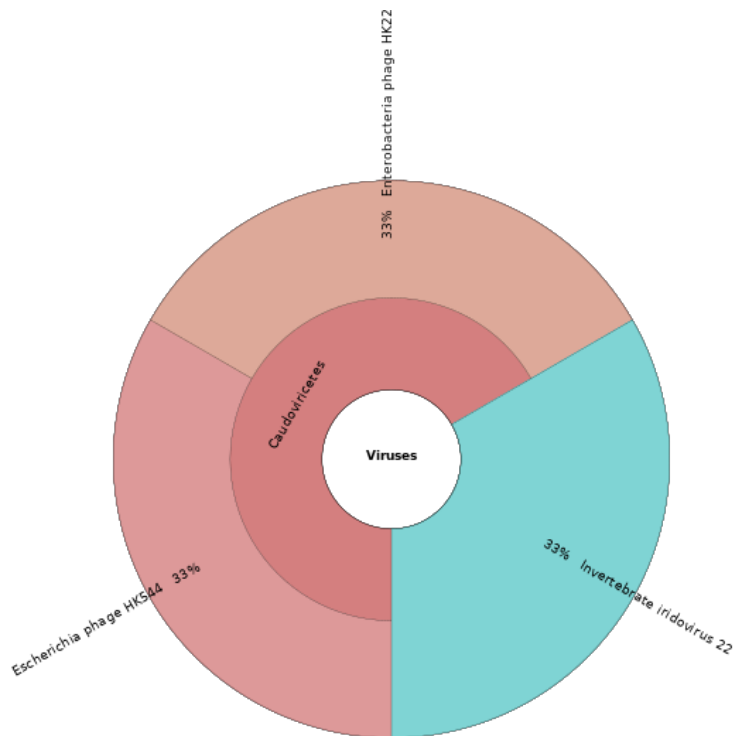 33% Enterobacteria phage HK22
Caudoviricetes
Viruses
33% Invertebrate iridovirus 22
Escherichia phage HK544 33%